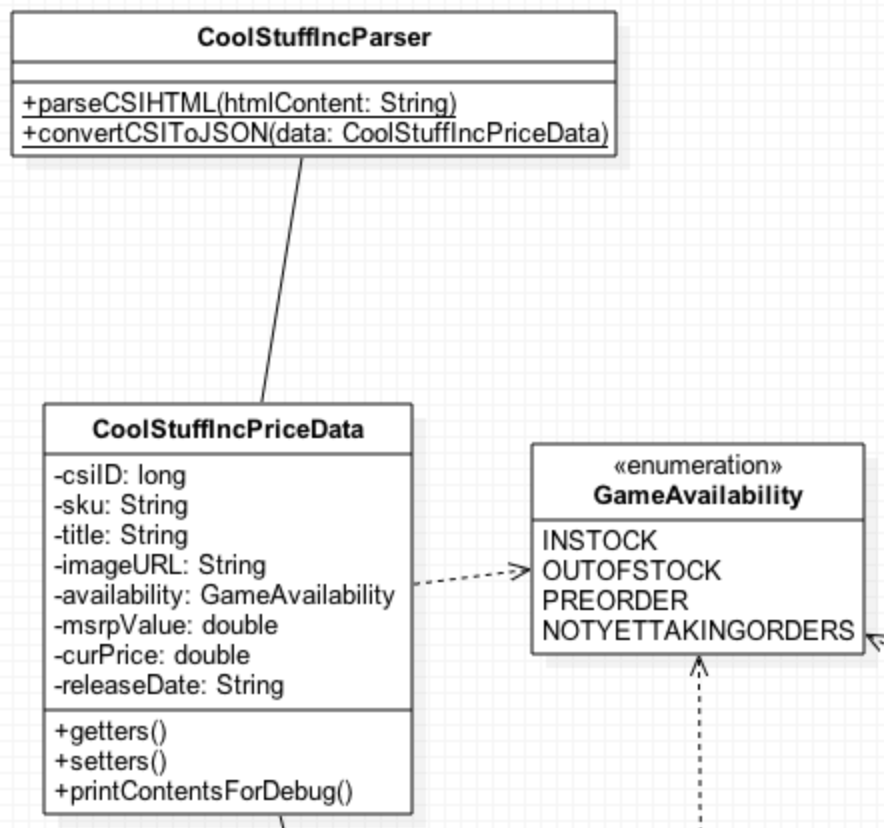 CoolStuffIncParser
+parseCSIHTML(htmlContent: String)
+convertCSIToJSON(data: CoolStuffIncPriceData)
CoolStuffIncPriceData
-csiID: long
-sku: String
-title: String
-imageURL: String
-availability: GameAvailability
-msrpValue: double
-curPrice: double
-releaseDate: String
+getters()
+setters()
+printContentsForDebug()
«enumeration»
GameAvailability
INSTOCK
OUTOFSTOCK
PREORDER
NOTYETTAKINGORDERS